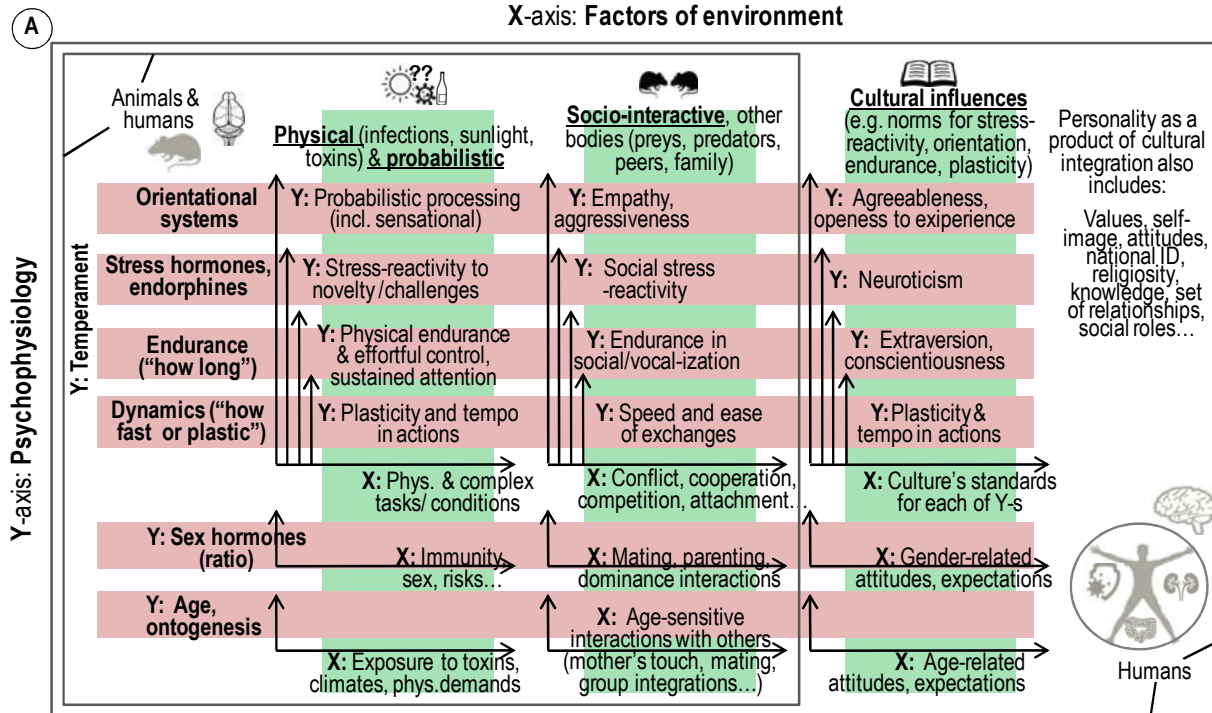 A
X-axis: Factors of environment
Animals &
humans
??
Physical (infections, sunlight,
toxins) & probabilistic
Socio-interactive, other
bodies (preys, predators,
peers, family)
Cultural influences
(e.g. norms for stress-
reactivity, orientation,
endurance, plasticity)
Personality as a
product of cultural
integration also
includes:
Values, self-
image, attitudes,
national ID,
religiosity,
knowledge, set
of relationships,
social roles…
Y-axis: Psychophysiology
Y: Temperament
Orientational
systems
Y: Probabilistic processing
(incl. sensational)
Y: Empathy,
aggressiveness
Y: Agreeableness,
openess to exiperience
Stress hormones,
endorphines
Y: Stress-reactivity to
novelty/challenges
Y: Social stress
-reactivity
Y: Neuroticism
Endurance
(“how long”)
Y: Physical endurance
& effortful control,
sustained attention
Y: Endurance in
social/vocal-ization
Y: Extraversion,
conscientiousness
Dynamics (“how
fast or plastic”)
Y: Plasticity and tempo
in actions
Y: Speed and ease
of exchanges
Y: Plasticity &
tempo in actions
X: Phys. & complex
tasks/ conditions
X: Conflict, cooperation,
competition, attachment…
X: Culture’s standards
for each of Y-s
Y: Sex hormones
(ratio)
X: Immunity,
sex, risks…
X: Mating, parenting,
dominance interactions
X: Gender-related
attitudes, expectations
Y: Age,
ontogenesis
X: Exposure to toxins,
climates, phys.demands
X: Age-sensitive
interactions with others
(mother’s touch, mating,
group integrations…)
X: Age-related
attitudes, expectations
Humans